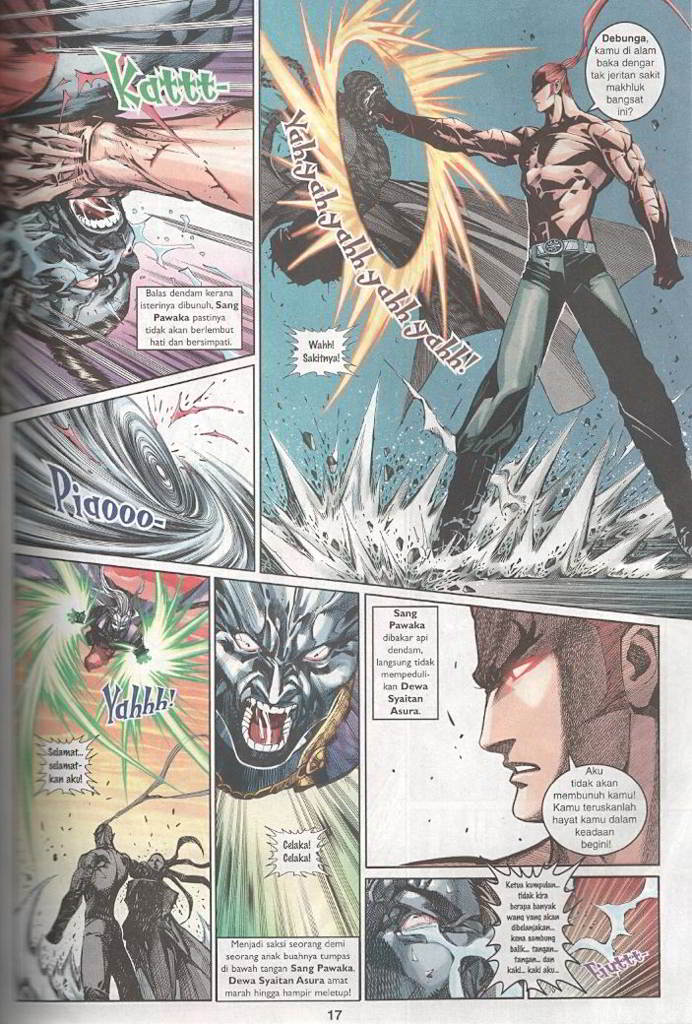 Kattt-
Balas dendam kerana
isterinya dibunuh, Sang
Pawaka pastinya
tidak akan berlembut
hati dan bersimpati.
Debunga,
kamu di alam
baka dengar
tak jeritan sakit
makhluk
bangsat
ini?
Yahyahyahhyahhyahh!
Wahh!
Sakitnya!
Piaooo-
Yahhh!
Selamat...
selamat-
kan aku!
Celaka!
Celaka!
Menjadi saksi seorang demi
seorang anak buahnya tumpas
di bawah tangan Sang Pawaka,
Dewa Syaitan Asura amat
marah hingga hampir meletup!
Sang
Pawaka
dibakar api
dendam,
langsung tidak
mempeduli-
kan Dewa
Syaitan
Asura.
Aku
tidak akan
membunuh kamu!
Kamu teruskanlah
hayat kamu dalam
keadaan
begini!
Ketua kumpulan...
tidak kira
berapa banyak
wang yang akan
dibelanjakan...
kena sambung
balik... tangan...
tangan... dan
kaki... kaki aku...
17